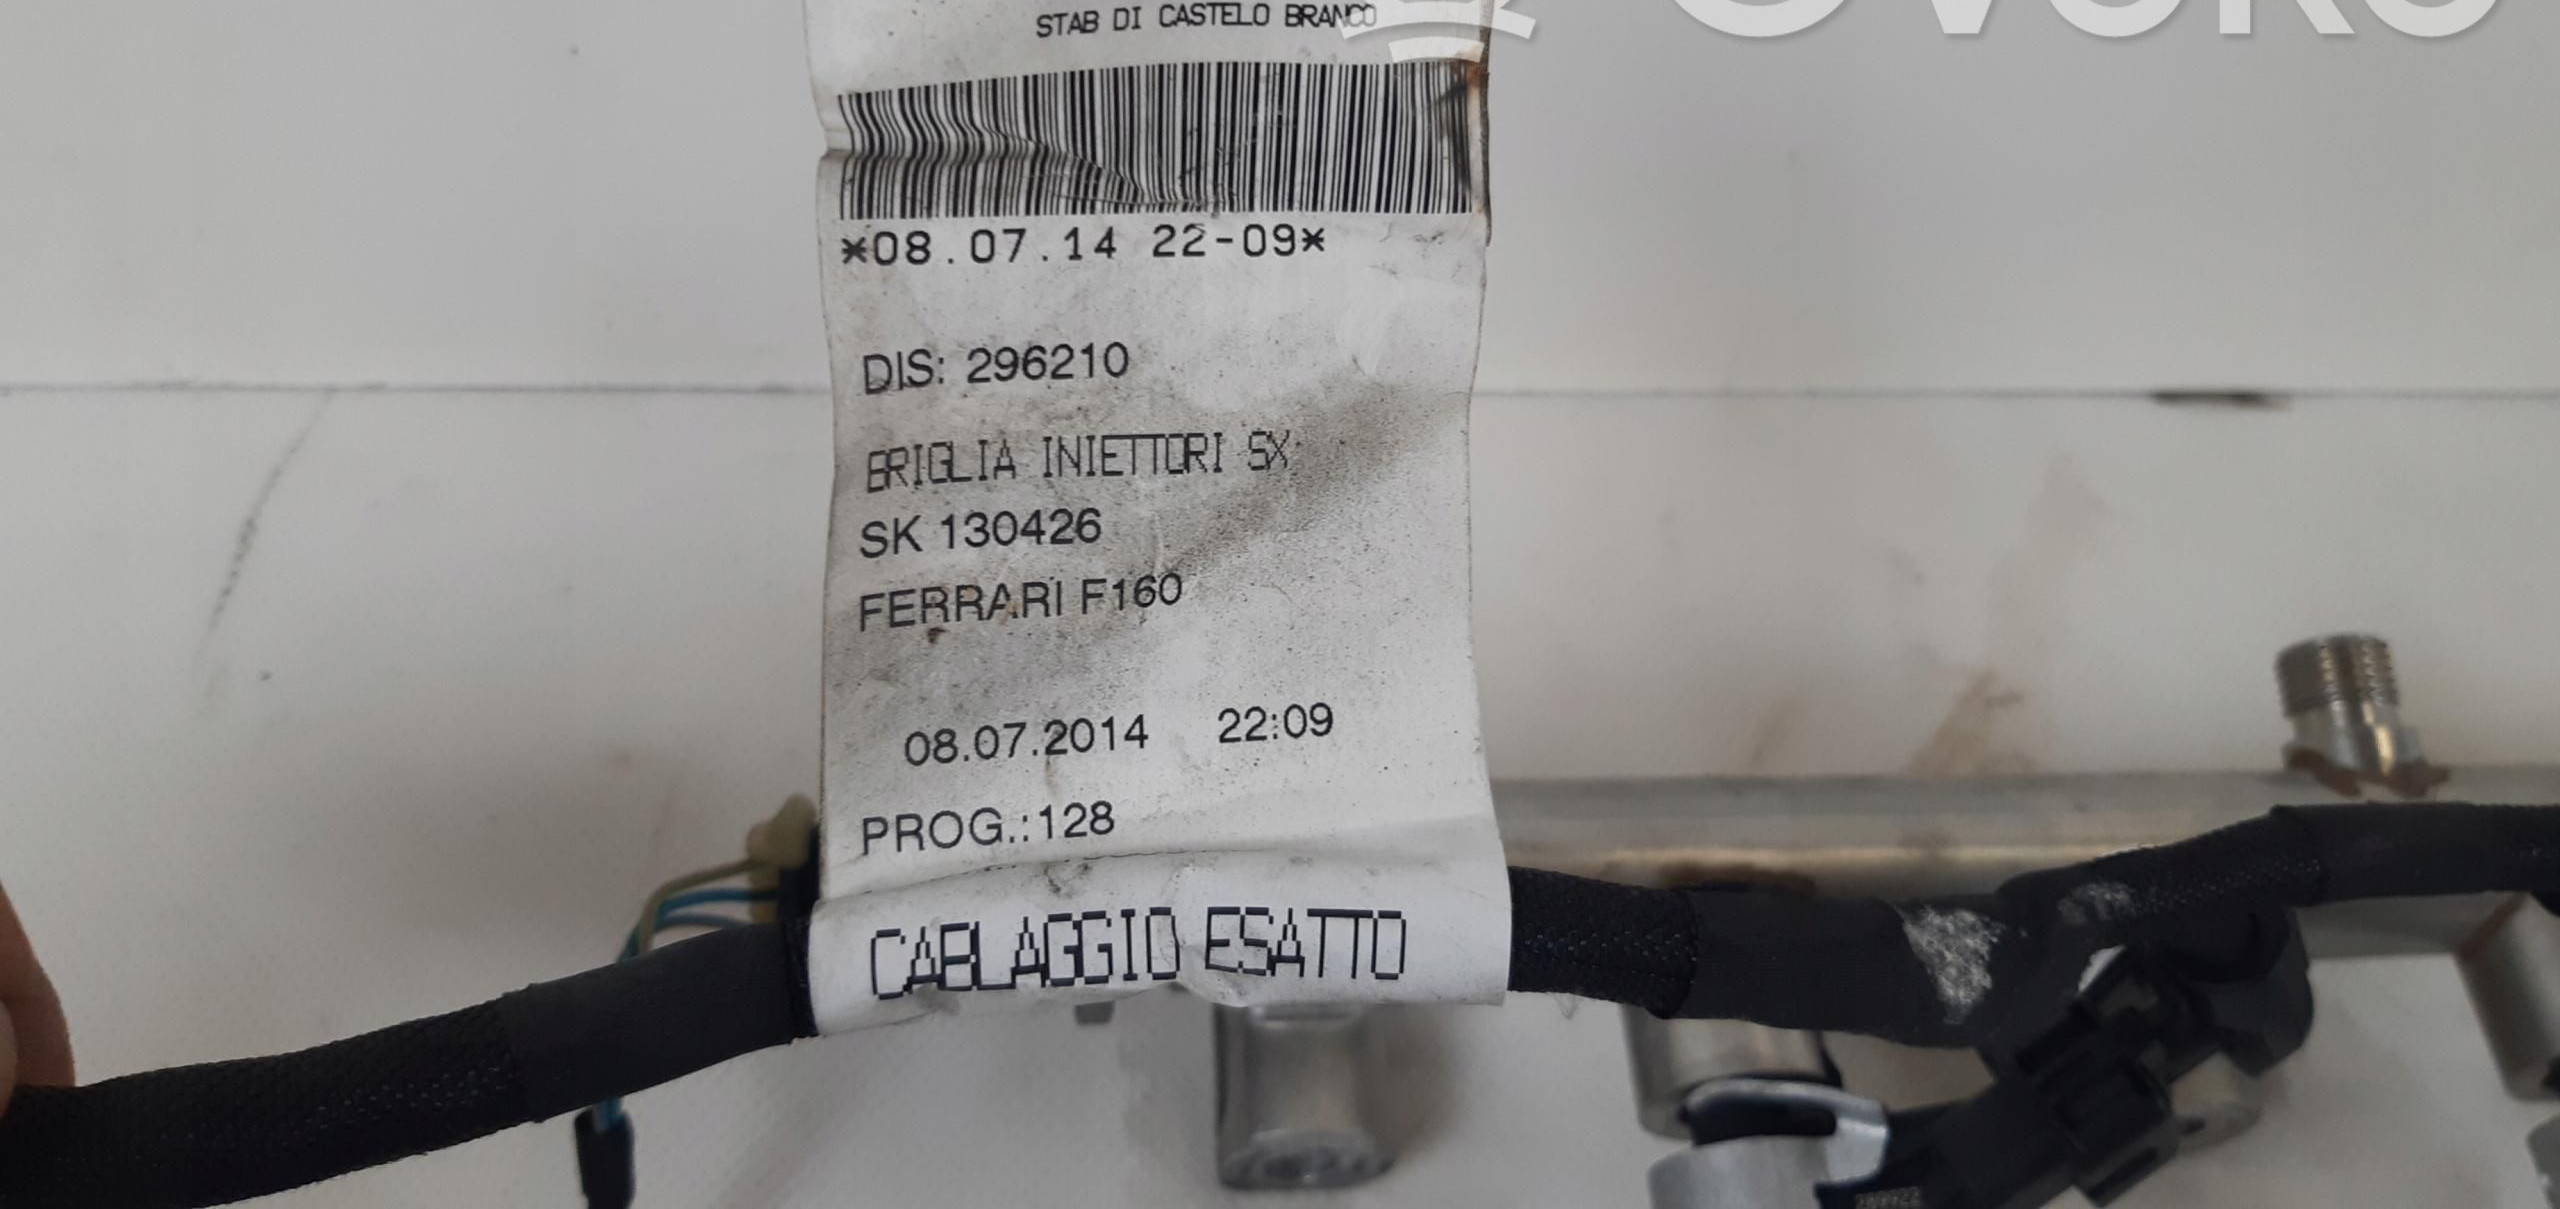 STAB DI CASTELO BRANCO
*08.07.14 22-09*
DIS: 296210
BRIGLIA INIETTORI SX
SK 130426
FERRARI F160
08.07.2014 22:09
PROG.:128
CABLAGGIO ESATTO